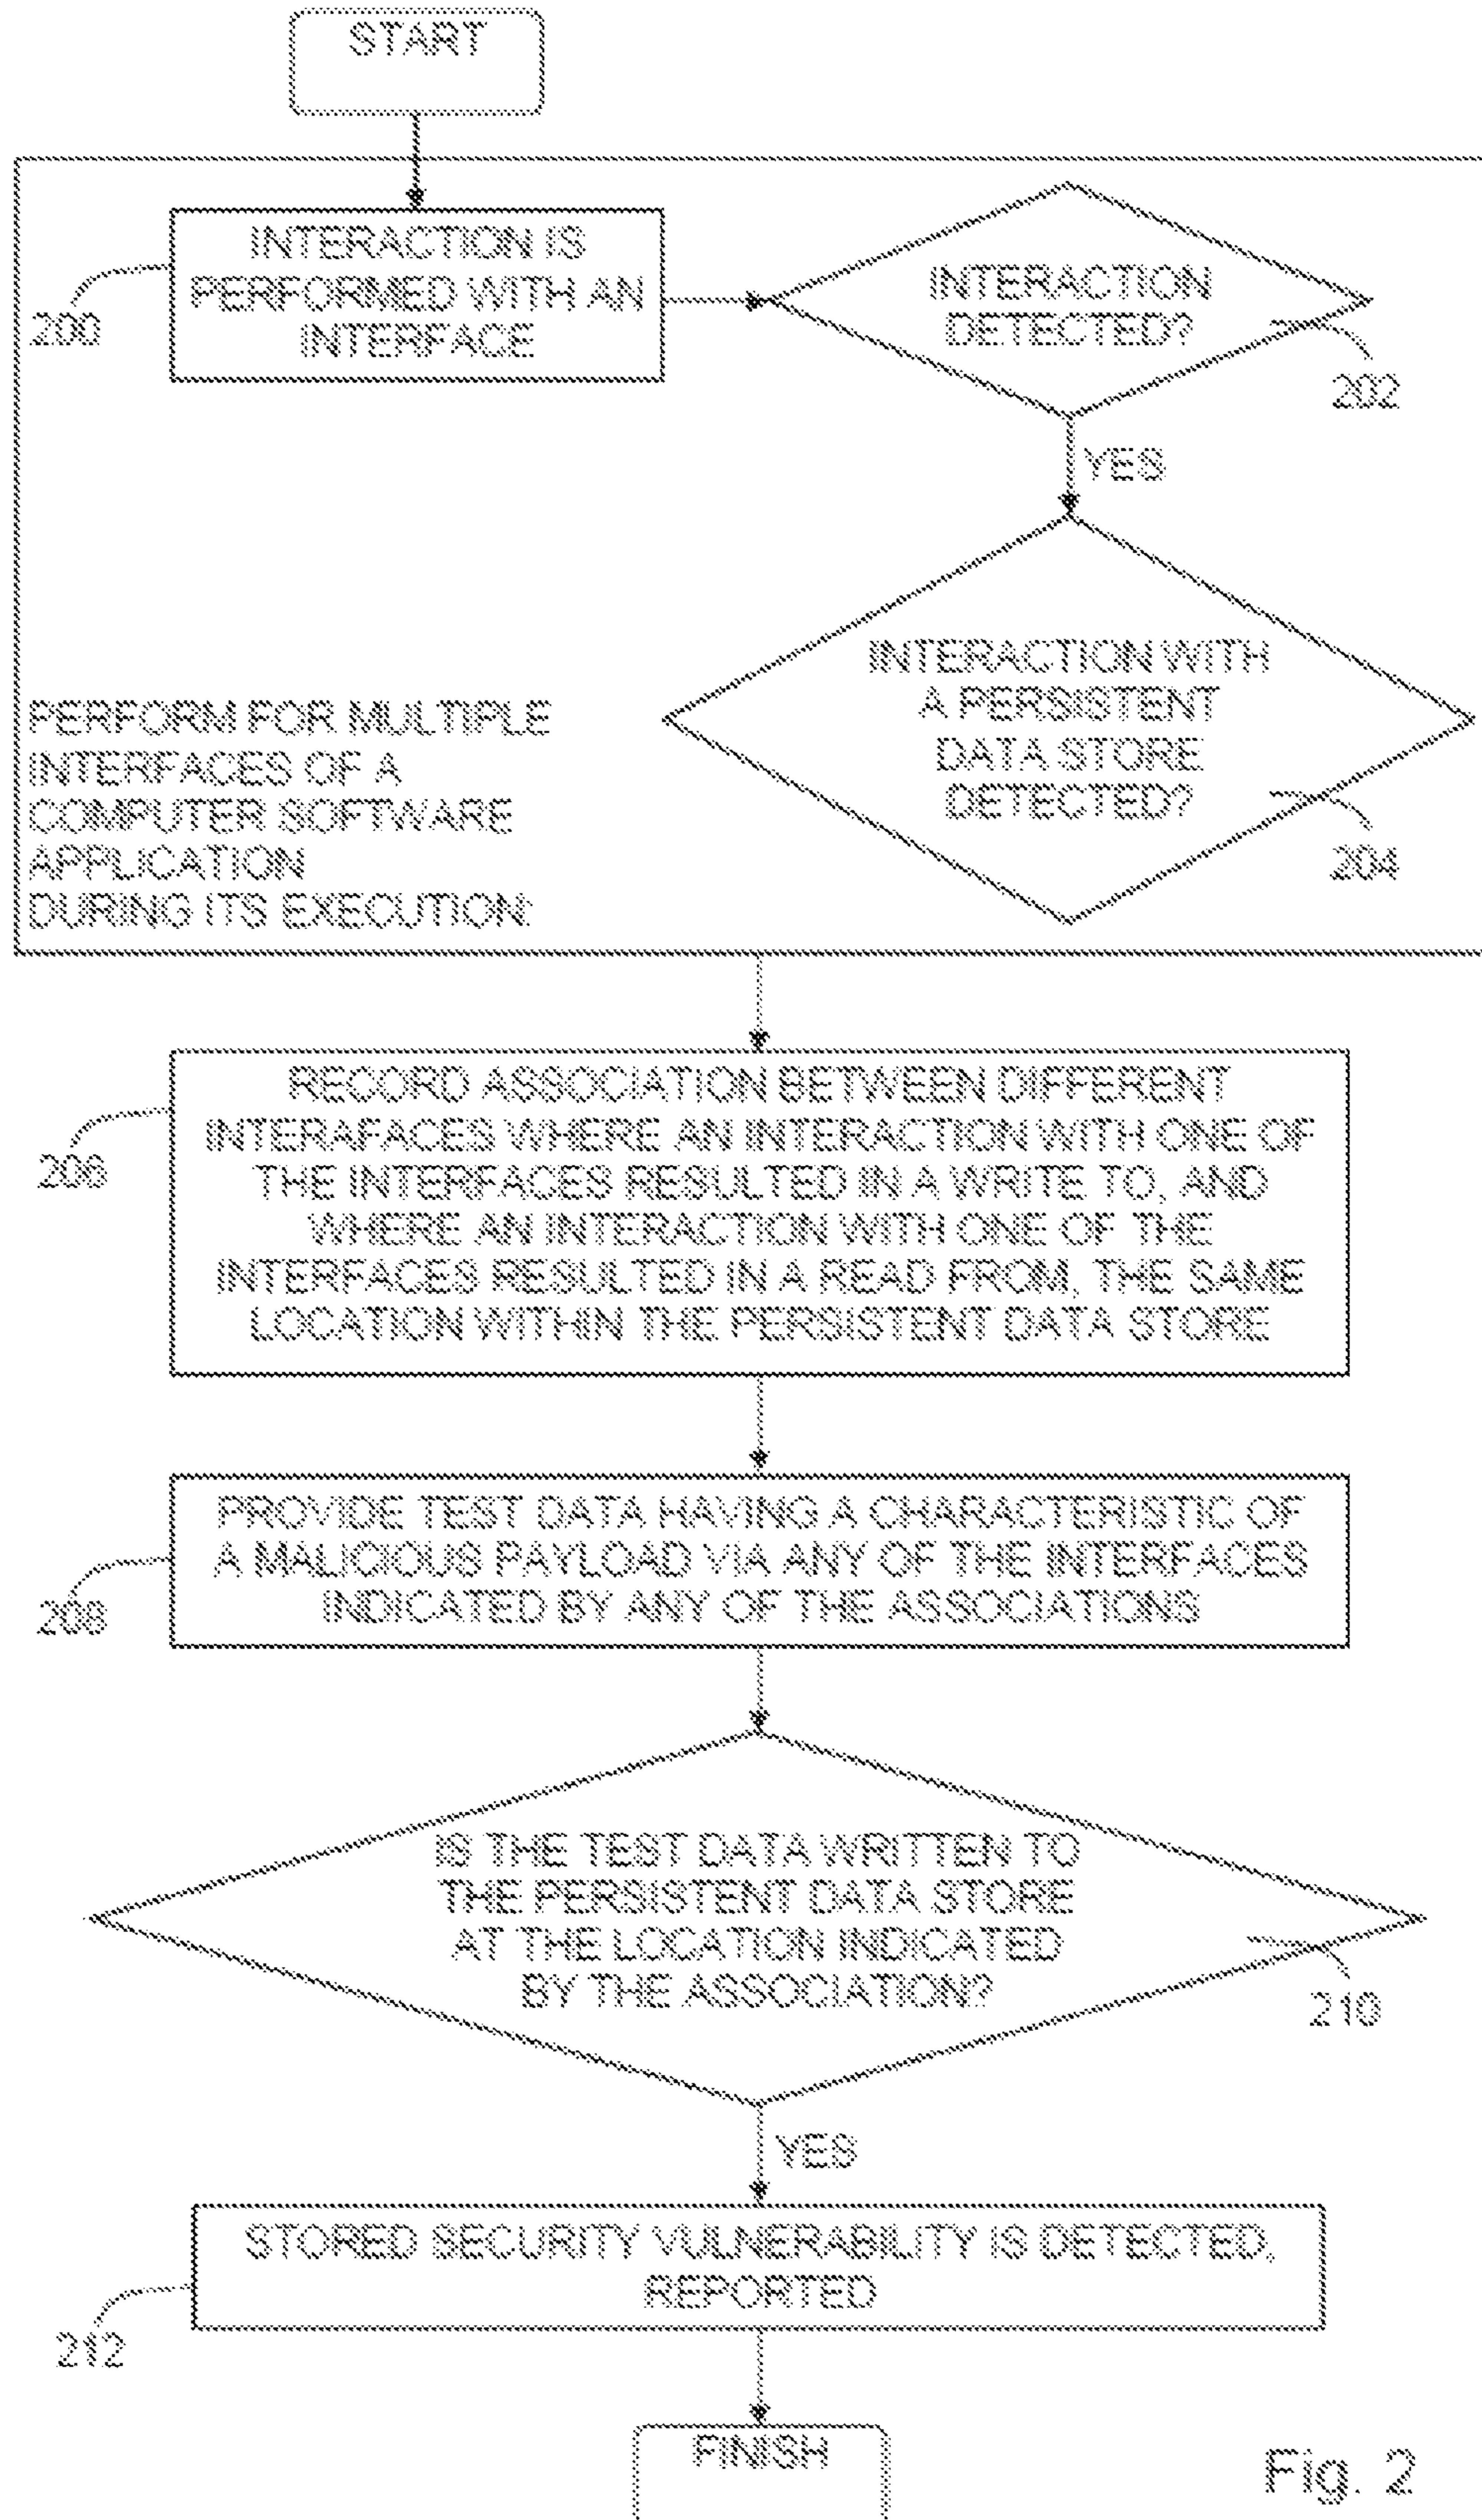 START
INTERACTION IS
PERFORMED WITH AN
INTERFACE
200
INTERACTION
DETECTED?
202
YES
INTERACTION WITH
A PERSISTENT
DATA STORE
DETECTED?
204
PERFORM FOR MULTIPLE
INTERFACES OF A
COMPUTER SOFTWARE
APPLICATION
DURING ITS EXECUTION:
RECORD ASSOCIATION BETWEEN DIFFERENT
INTERAFACES WHERE AN INTERACTION WITH ONE OF
THE INTERFACES RESULTED IN A WRITE TO, AND
WHERE AN INTERACTION WITH ONE OF THE
INTERFACES RESULTED IN A READ FROM, THE SAME
LOCATION WITHIN THE PERSISTENT DATA STORE
206
PROVIDE TEST DATA HAVING A CHARACTERISTIC OF
A MALICIOUS PAYLOAD VIA ANY OF THE INTERFACES
INDICATED BY ANY OF THE ASSOCIATIONS
208
IS THE TEST DATA WRITTEN TO
THE PERSISTENT DATA STORE
AT THE LOCATION INDICATED
BY THE ASSOCIATION?
210
YES
STORED SECURITY VULNERABILITY IS DETECTED,
REPORTED
212
FINISH
Fig. 2